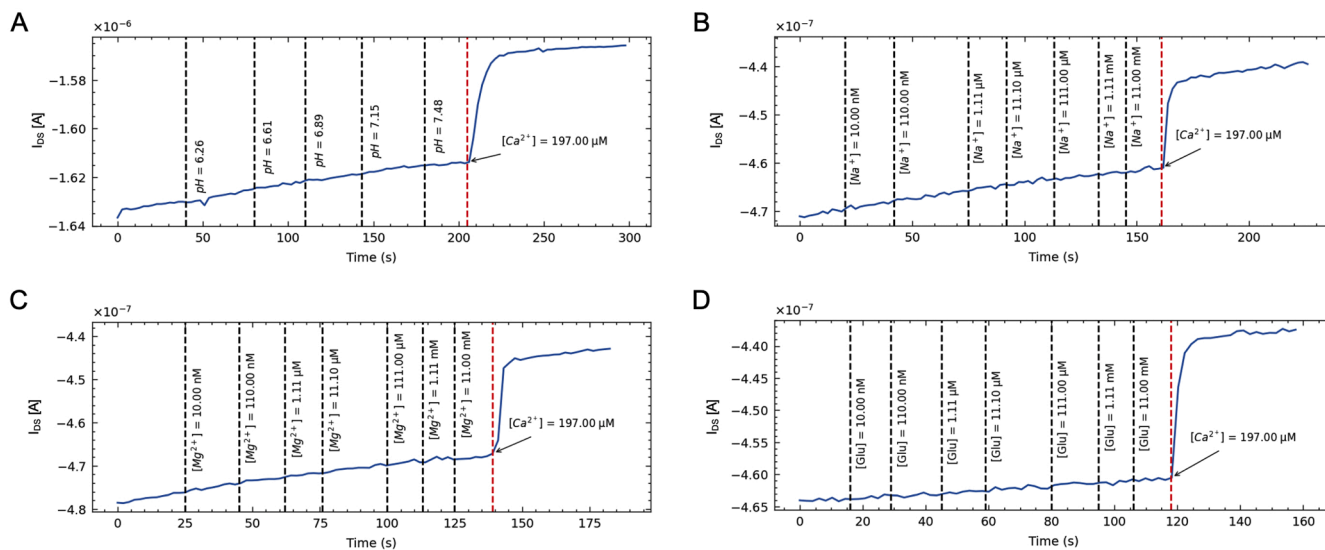 A
×10⁻⁶
I_DS [A]
−1.58
−1.60
−1.62
−1.64
pH = 6.26
pH = 6.61
pH = 6.89
pH = 7.15
pH = 7.48
[Ca²⁺] = 197.00 µM
0 50 100 150 200 250 300
Time (s)
B
×10⁻⁷
I_DS [A]
−4.4
−4.5
−4.6
−4.7
[Na⁺] = 10.00 nM
[Na⁺] = 110.00 nM
[Na⁺] = 1.11 µM
[Na⁺] = 11.10 µM
[Na⁺] = 111.00 µM
[Na⁺] = 1.11 mM
[Na⁺] = 11.00 mM
[Ca²⁺] = 197.00 µM
0 50 100 150 200
Time (s)
C
×10⁻⁷
I_DS [A]
−4.4
−4.5
−4.6
−4.7
−4.8
[Mg²⁺] = 10.00 nM
[Mg²⁺] = 110.00 nM
[Mg²⁺] = 1.11 µM
[Mg²⁺] = 11.10 µM
[Mg²⁺] = 111.00 µM
[Mg²⁺] = 1.11 mM
[Mg²⁺] = 11.00 mM
[Ca²⁺] = 197.00 µM
0 25 50 75 100 125 150 175
Time (s)
D
×10⁻⁷
I_DS [A]
−4.40
−4.45
−4.50
−4.55
−4.60
−4.65
[Glu] = 10.00 nM
[Glu] = 110.00 nM
[Glu] = 1.11 µM
[Glu] = 11.10 µM
[Glu] = 111.00 µM
[Glu] = 1.11 mM
[Glu] = 11.00 mM
[Ca²⁺] = 197.00 µM
0 20 40 60 80 100 120 140 160
Time (s)